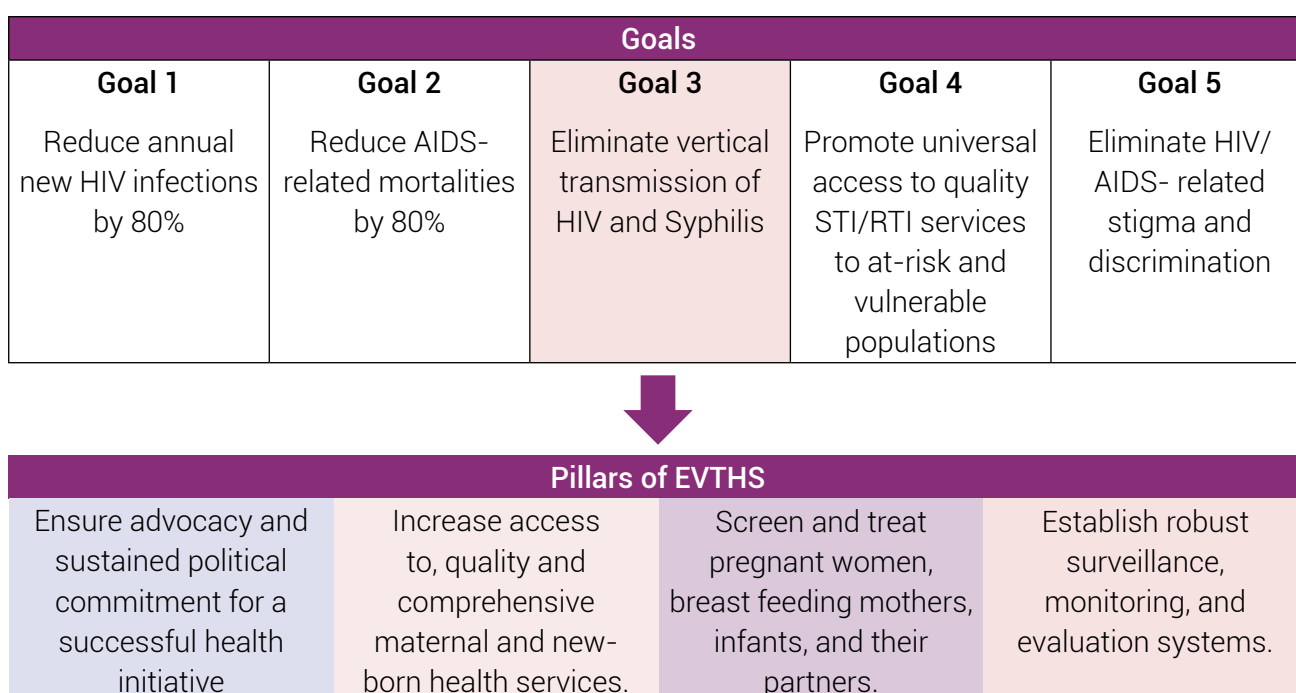 Goals
Goal 1
Reduce annual
new HIV infections
by 80%
Goal 2
Reduce AIDS-
related mortalities
by 80%
Goal 3
Eliminate vertical
transmission of
HIV and Syphilis
Goal 4
Promote universal
access to quality
STI/RTI services
to at-risk and
vulnerable
populations
Goal 5
Eliminate HIV/
AIDS- related
stigma and
discrimination
Pillars of EVTHS
Ensure advocacy and
sustained political
commitment for a
successful health
initiative
Increase access
to, quality and
comprehensive
maternal and new-
born health services.
Screen and treat
pregnant women,
breast feeding mothers,
infants, and their
partners.
Establish robust
surveillance,
monitoring, and
evaluation systems.